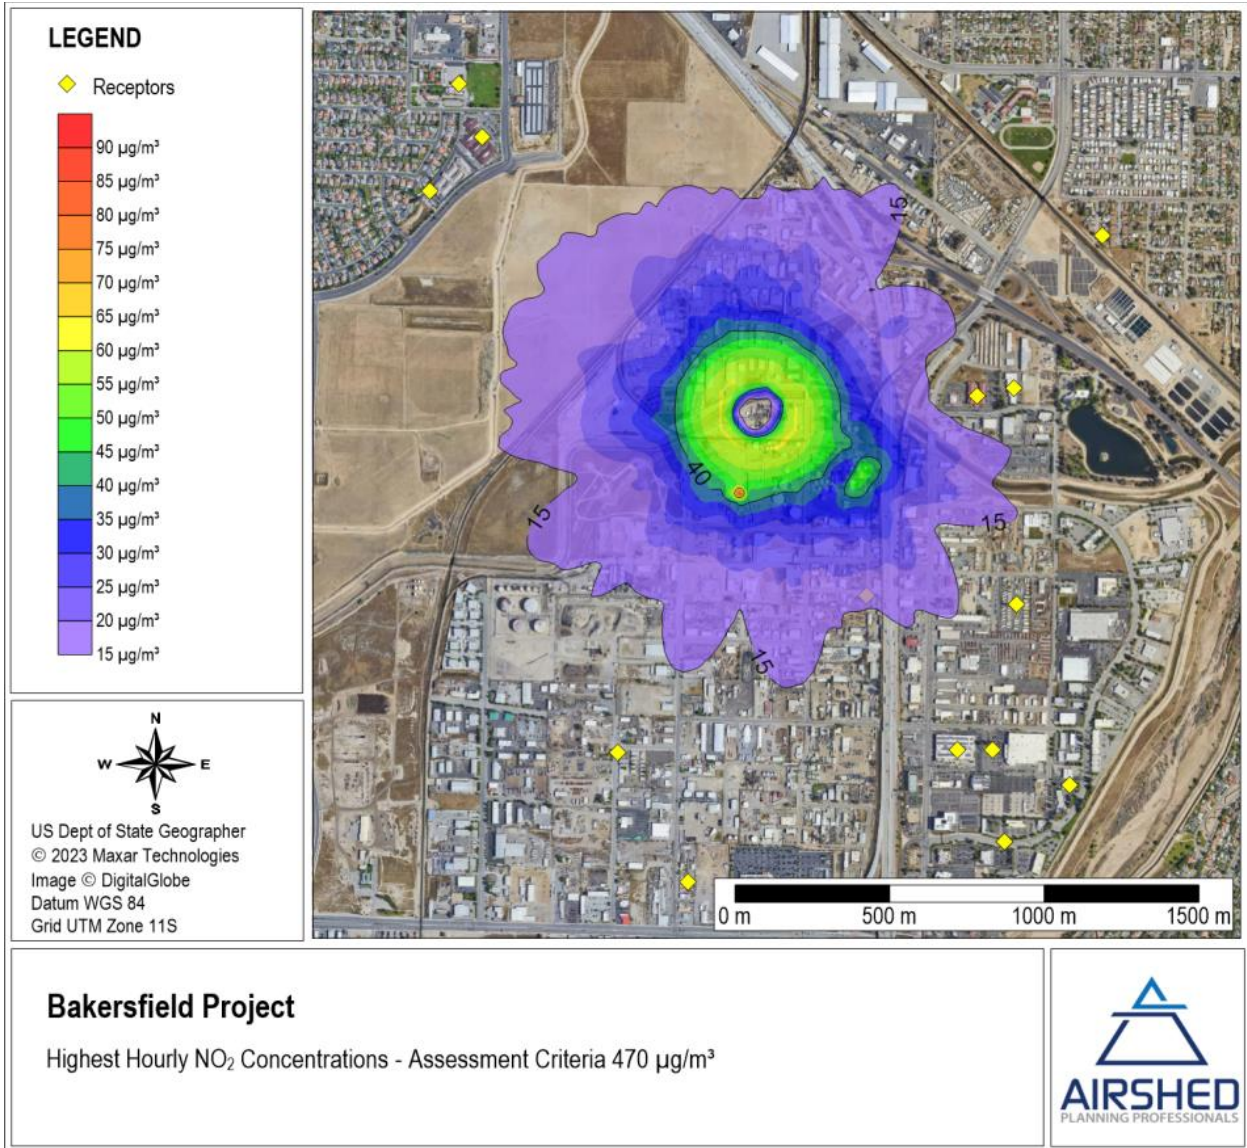 LEGEND
Receptors
90 µg/m³
85 µg/m³
80 µg/m³
75 µg/m³
70 µg/m³
65 µg/m³
60 µg/m³
55 µg/m³
50 µg/m³
45 µg/m³
40 µg/m³
35 µg/m³
30 µg/m³
25 µg/m³
20 µg/m³
15 µg/m³
15
40
15
15
15
N
W E
S
US Dept of State Geographer
© 2023 Maxar Technologies
Image © DigitalGlobe
Datum WGS 84
Grid UTM Zone 11S
0 m 500 m 1000 m 1500 m
Bakersfield Project
Highest Hourly NO₂ Concentrations - Assessment Criteria 470 µg/m³
AIRSHED
PLANNING PROFESSIONALS